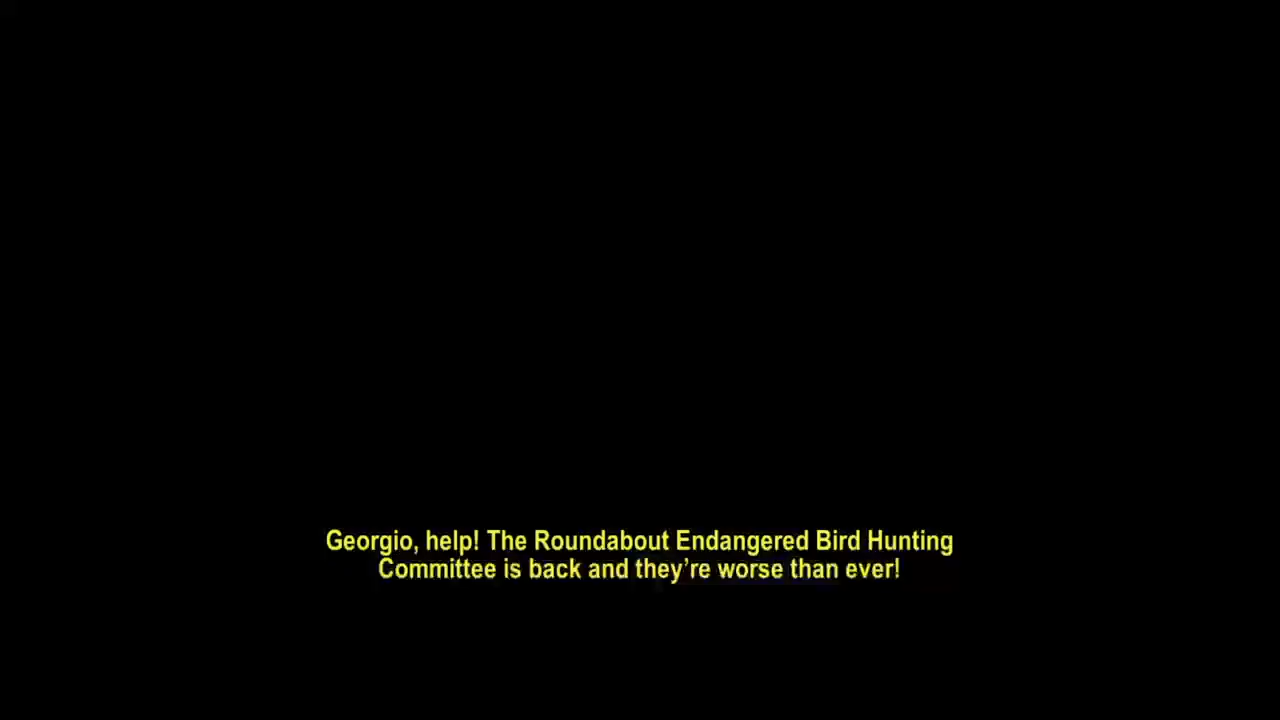 Georgio, help! The Roundabout Endangered Bird Hunting
Committee is back and they’re worse than ever!